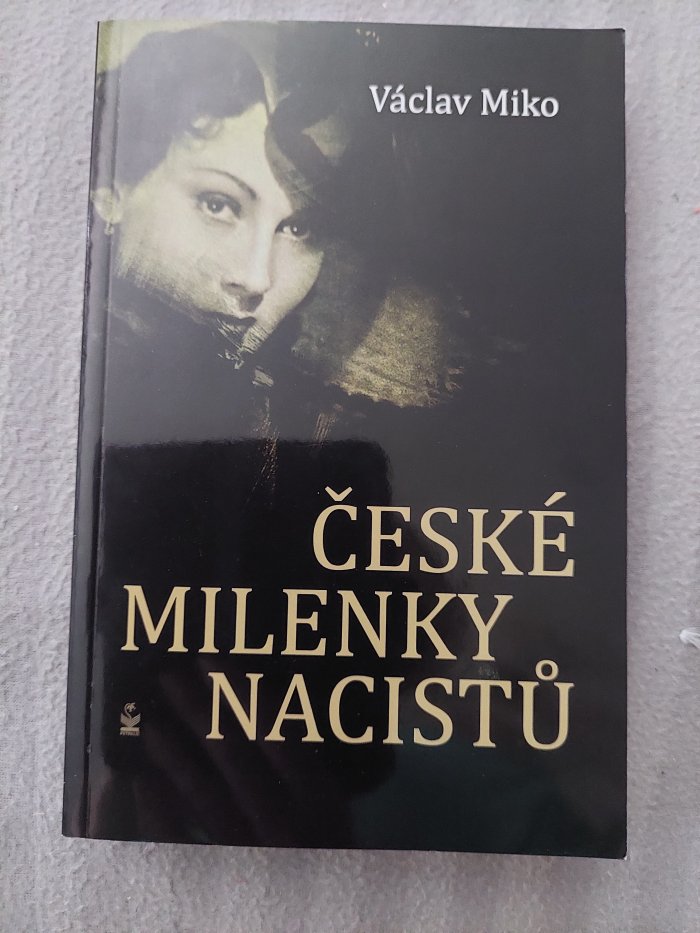 Václav Miko
ČESKÉ
MILENKY
NACISTŮ